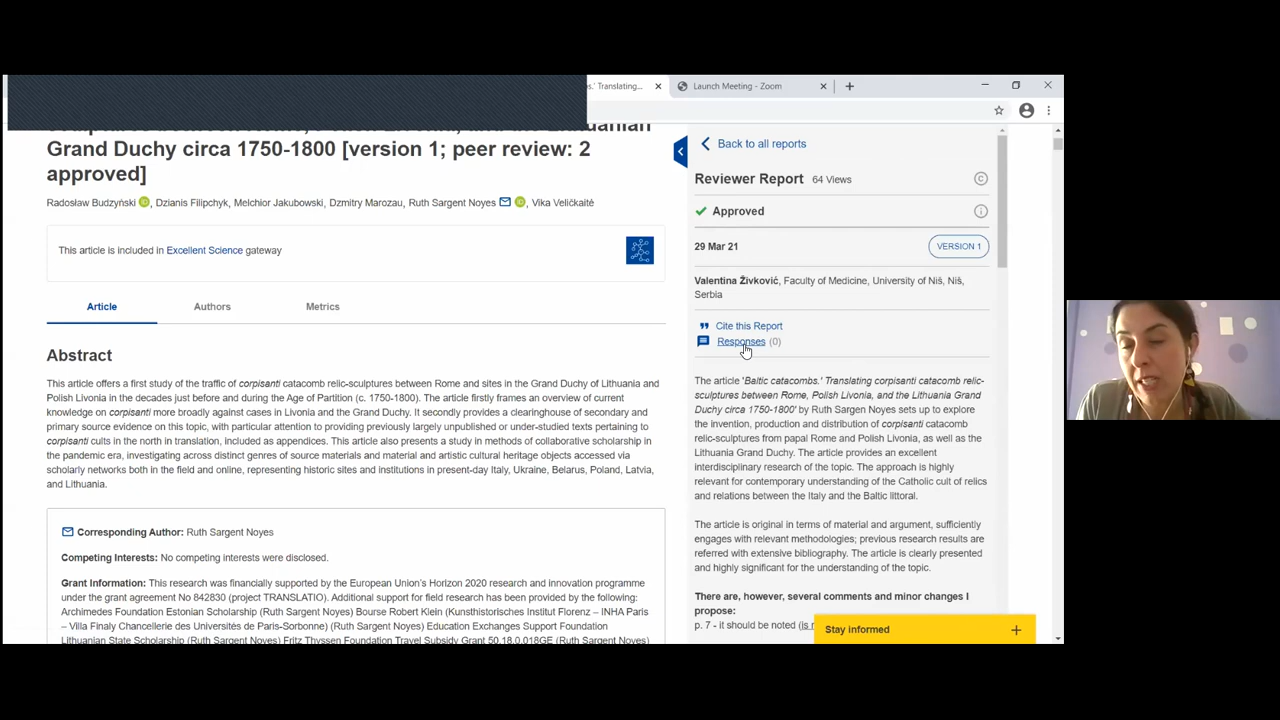 s.' Translating...
Launch Meeting - Zoom
Grand Duchy circa 1750-1800 [version 1; peer review: 2
approved]
Radosław Budzyński, Dzianis Filipchyk, Melchior Jakubowski, Dzmitry Marozau, Ruth Sargent Noyes, Vika Veličkaitė
This article is included in Excellent Science gateway
Article
Authors
Metrics
Abstract
This article offers a first study of the traffic of corpisanti catacomb relic-sculptures between Rome and sites in the Grand Duchy of Lithuania and
Polish Livonia in the decades just before and during the Age of Partition (c. 1750-1800). The article firstly frames an overview of current
knowledge on corpisanti more broadly against cases in Livonia and the Grand Duchy. It secondly provides a clearinghouse of secondary and
primary source evidence on this topic, with particular attention to providing previously largely unpublished or under-studied texts pertaining to
corpisanti cults in the north in translation, included as appendices. This article also presents a study in methods of collaborative scholarship in
the pandemic era, investigating across distinct genres of source materials and material and artistic cultural heritage objects accessed via
scholarly networks both in the field and online, representing historic sites and institutions in present-day Italy, Ukraine, Belarus, Poland, Latvia,
and Lithuania.
Corresponding Author: Ruth Sargent Noyes
Competing Interests: No competing interests were disclosed.
Grant Information: This research was financially supported by the European Union's Horizon 2020 research and innovation programme
under the grant agreement No 842830 (project TRANSLATIO). Additional support for field research has been provided by the following:
Archimedes Foundation Estonian Scholarship (Ruth Sargent Noyes) Bourse Robert Klein (Kunsthistorisches Institut Florenz – INHA Paris
– Villa Finaly Chancellerie des Universités de Paris-Sorbonne) (Ruth Sargent Noyes) Education Exchanges Support Foundation
Lithuanian State Scholarship (Ruth Sargent Noyes) Fritz Thyssen Foundation Travel Subsidy Grant 50.18.0.018GE (Ruth Sargent Noyes)
Back to all reports
Reviewer Report 64 Views
Approved
29 Mar 21
VERSION 1
Valentina Živković, Faculty of Medicine, University of Niš, Niš,
Serbia
Cite this Report
Responses (0)
The article 'Baltic catacombs.' Translating corpisanti catacomb relic-
sculptures between Rome, Polish Livonia, and the Lithuania Grand
Duchy circa 1750-1800' by Ruth Sargen Noyes sets up to explore
the invention, production and distribution of corpisanti catacomb
relic-sculptures from papal Rome and Polish Livonia, as well as the
Lithuania Grand Duchy. The article provides an excellent
interdisciplinary research of the topic. The approach is highly
relevant for contemporary understanding of the Catholic cult of relics
and relations between the Italy and the Baltic littoral.
The article is original in terms of material and argument, sufficiently
engages with relevant methodologies; previous research results are
referred with extensive bibliography. The article is clearly presented
and highly significant for the understanding of the topic.
There are, however, several comments and minor changes I
propose:
p. 7 - it should be noted (is
Stay informed +